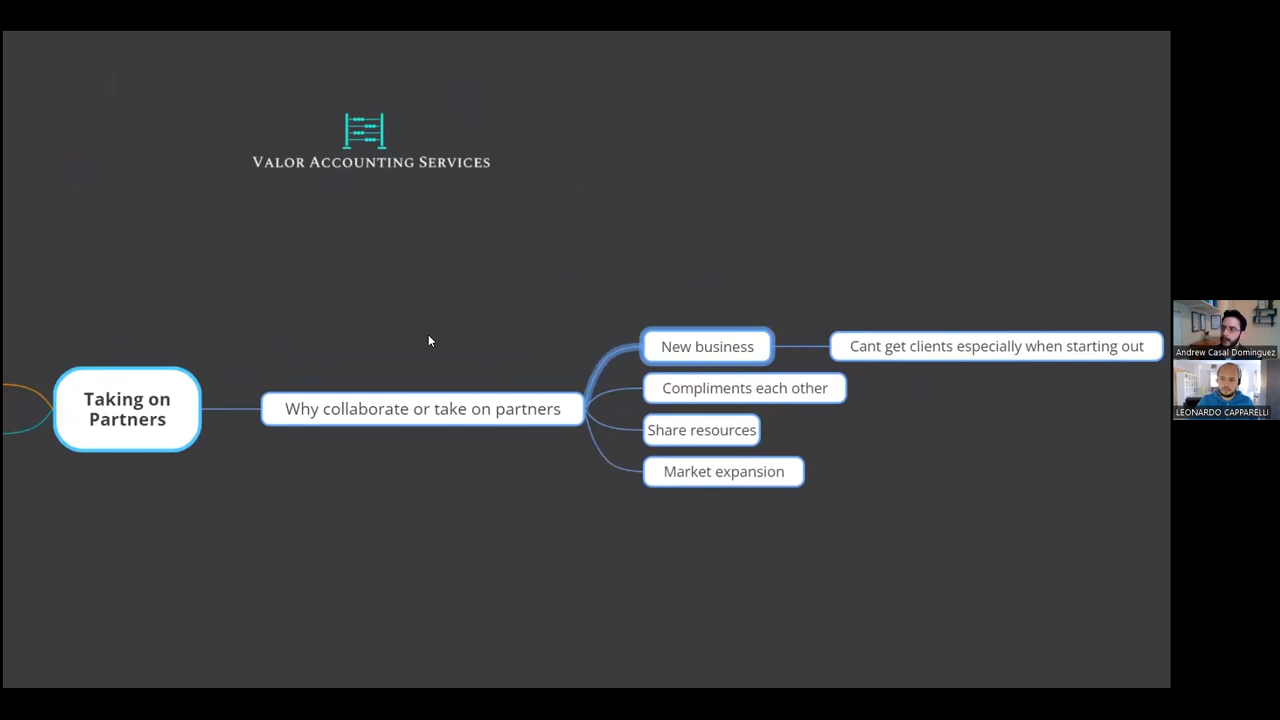 VALOR ACCOUNTING SERVICES
Taking on
Partners
Why collaborate or take on partners
New business
Cant get clients especially when starting out
Compliments each other
Share resources
Market expansion
Andrew Casal Dominguez
LEONARDO CAPPARELLI